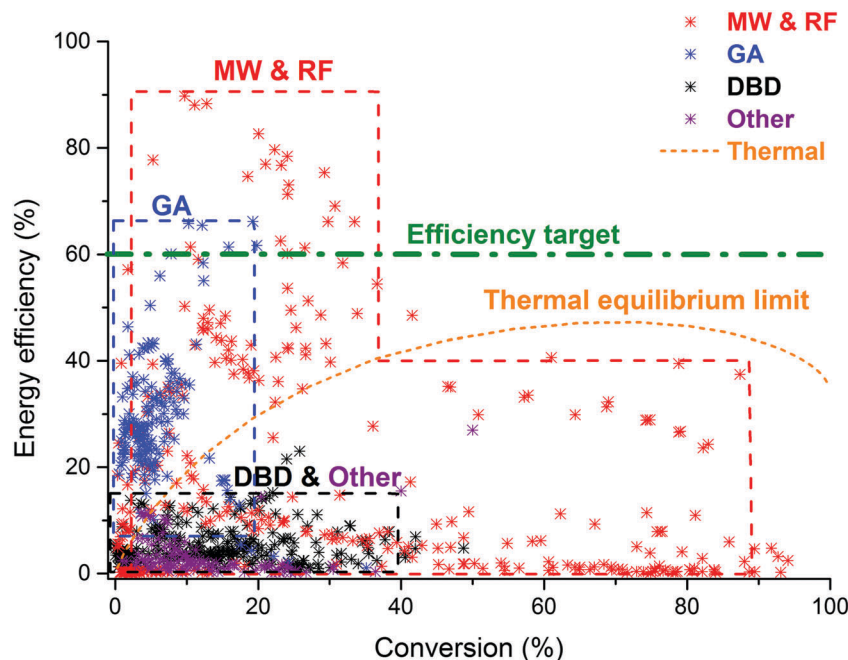 MW & RF
GA
DBD
Other
Thermal
100
80
60
40
20
0
MW & RF
GA
Efficiency target
Thermal equilibrium limit
DBD & Other
0
20
40
60
80
100
Energy efficiency (%)
Conversion (%)